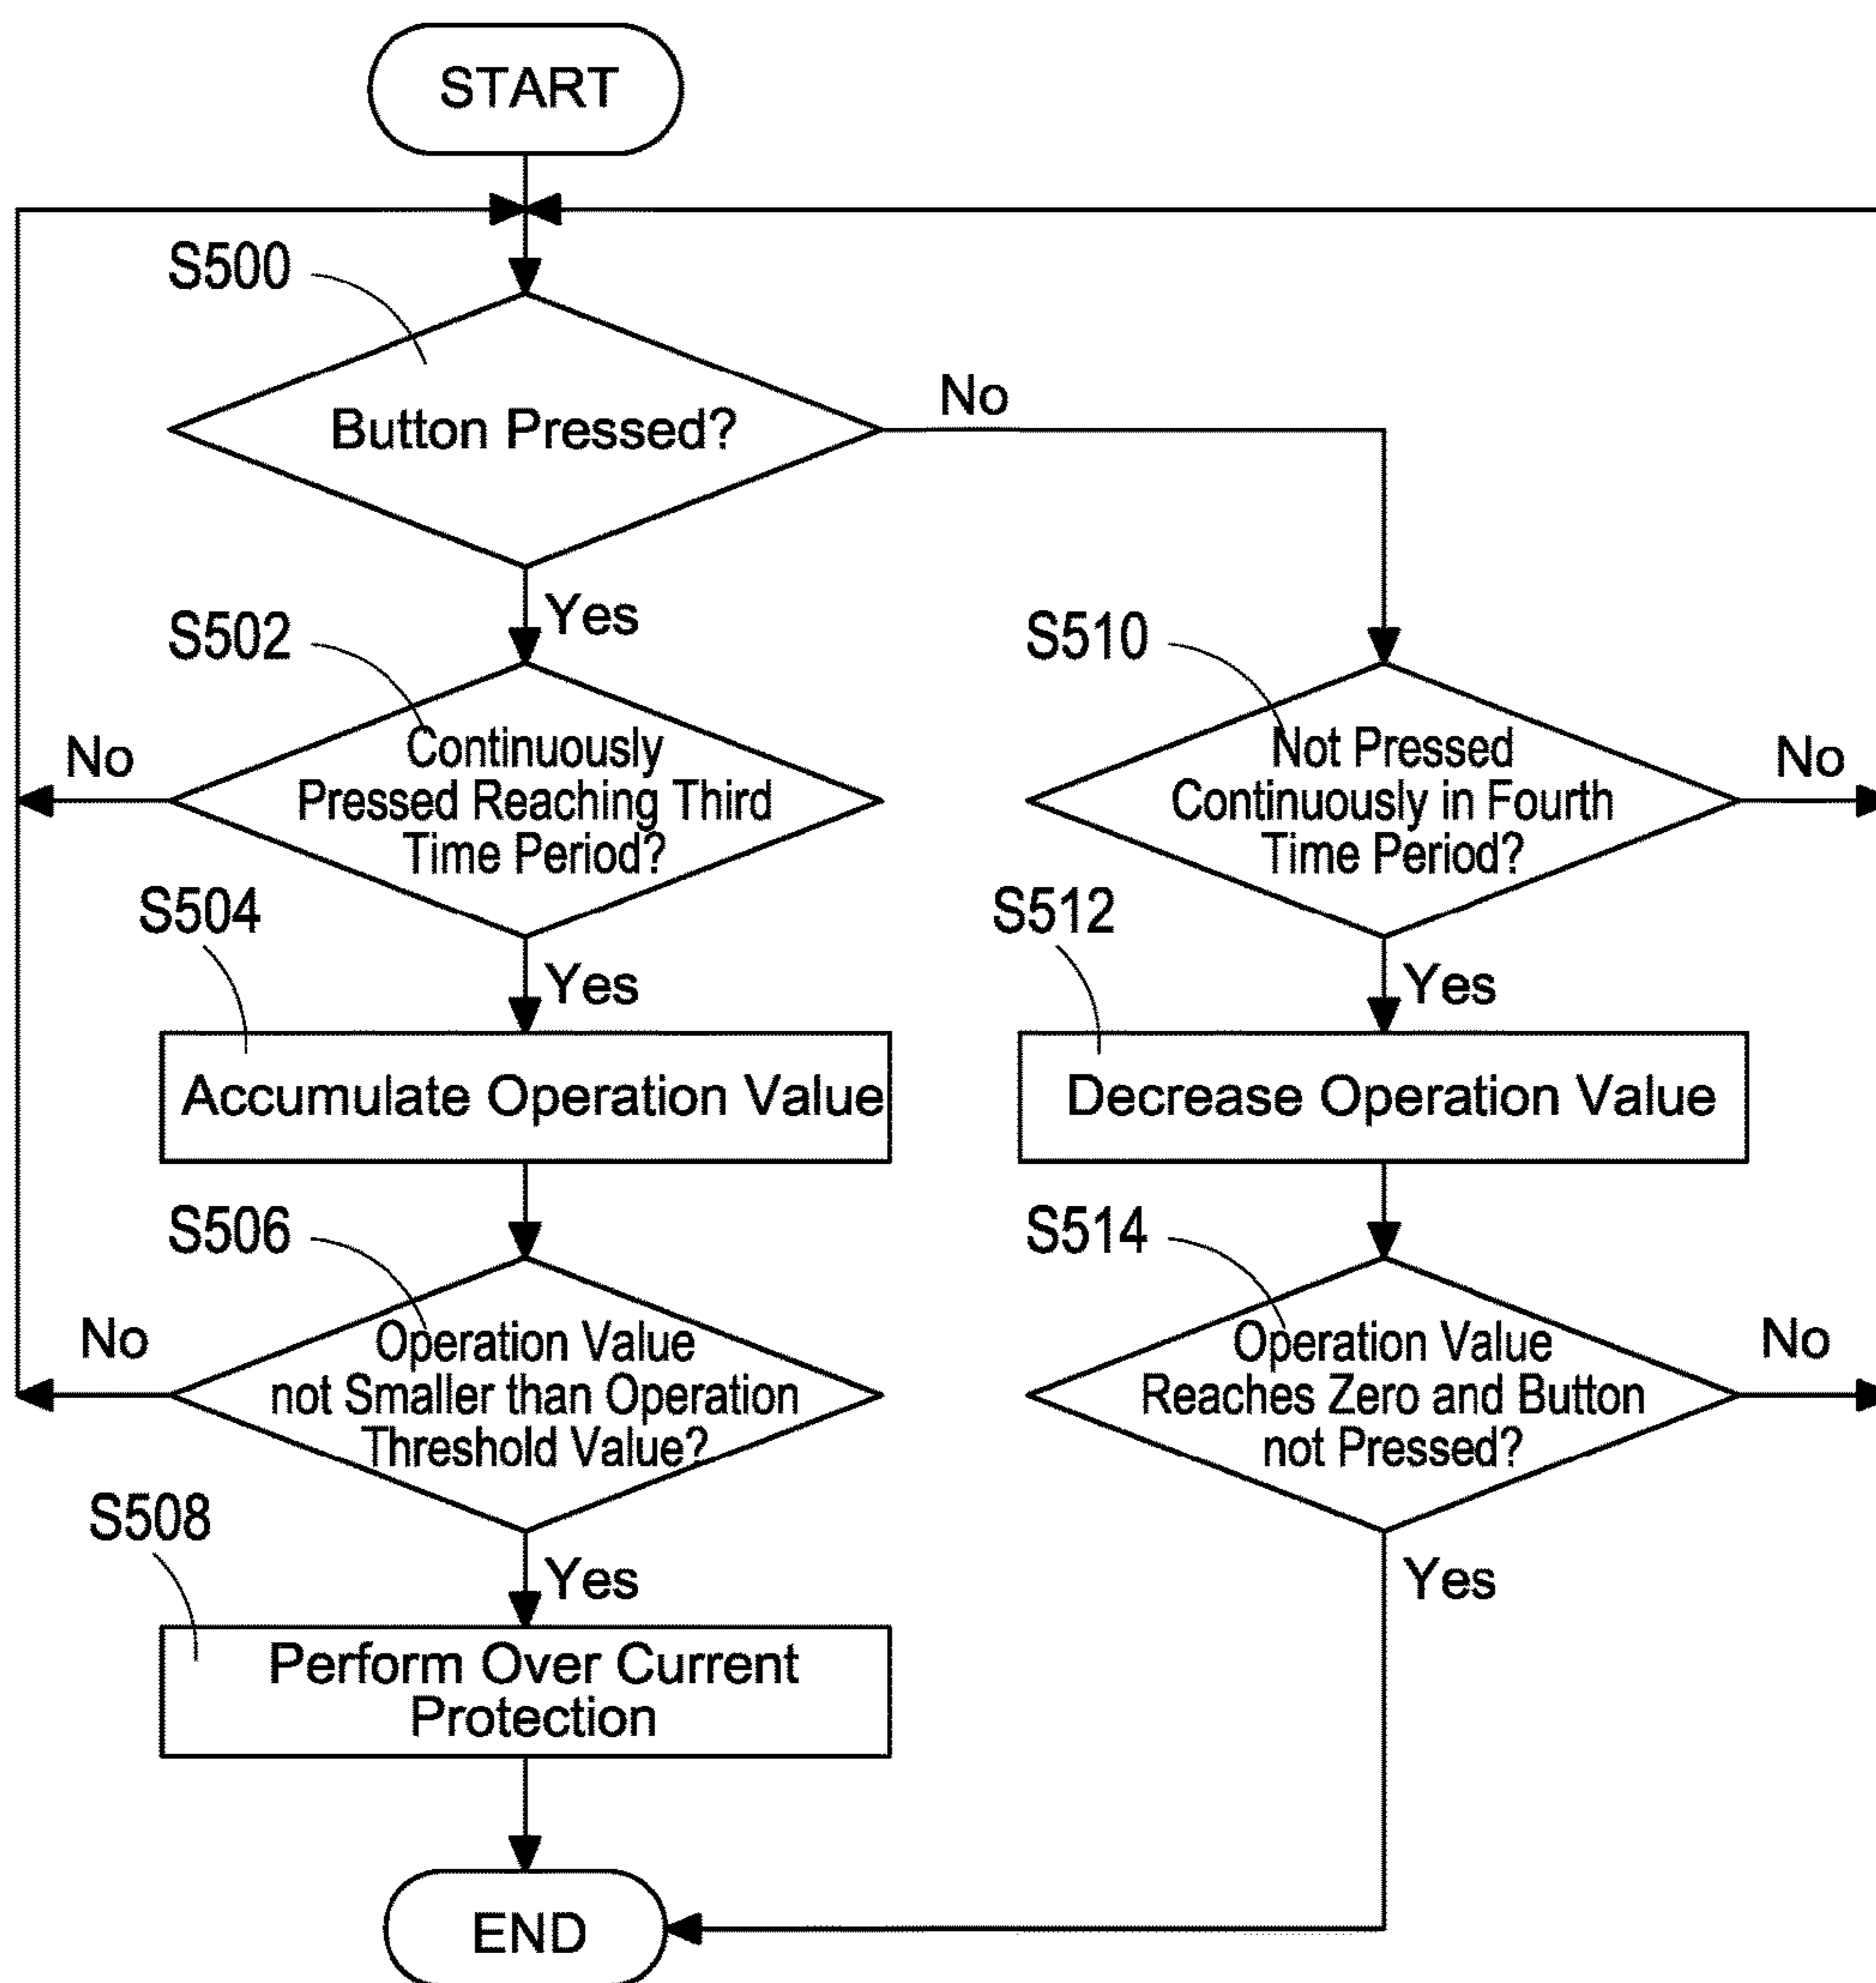 START
S500
Button Pressed?
No
Yes
S502
Continuously
Pressed Reaching Third
Time Period?
No
Yes
S504
Accumulate Operation Value
S506
Operation Value
not Smaller than Operation
Threshold Value?
No
Yes
S508
Perform Over Current
Protection
END
S510
Not Pressed
Continuously in Fourth
Time Period?
No
Yes
S512
Decrease Operation Value
S514
Operation Value
Reaches Zero and Button
not Pressed?
No
Yes